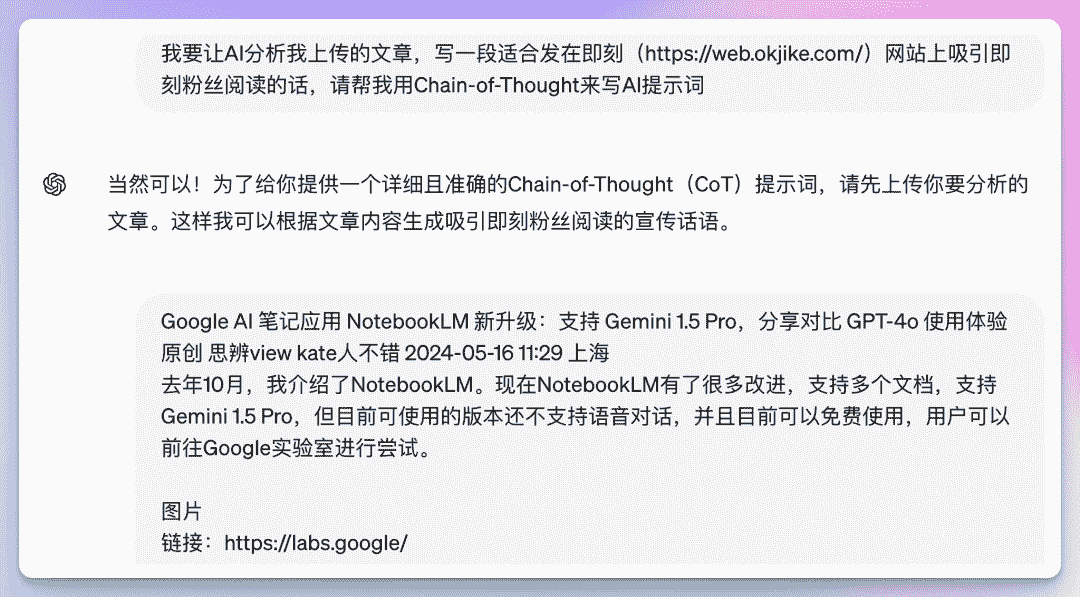 我要让AI分析我上传的文章，写一段适合发在即刻（https://web.okjike.com/）网站上吸引即
刻粉丝阅读的话，请帮我用Chain-of-Thought来写AI提示词
当然可以！为了给你提供一个详细且准确的Chain-of-Thought（CoT）提示词，请先上传你要分析的
文章。这样我可以根据文章内容生成吸引即刻粉丝阅读的宣传话语。
Google AI 笔记应用 NotebookLM 新升级：支持 Gemini 1.5 Pro，分享对比 GPT-4o 使用体验
原创 思辨view kate人不错 2024-05-16 11:29 上海
去年10月，我介绍了NotebookLM。现在NotebookLM有了很多改进，支持多个文档，支持
Gemini 1.5 Pro，但目前可使用的版本还不支持语音对话，并且目前可以免费使用，用户可以
前往Google实验室进行尝试。
图片
链接：https://labs.google/